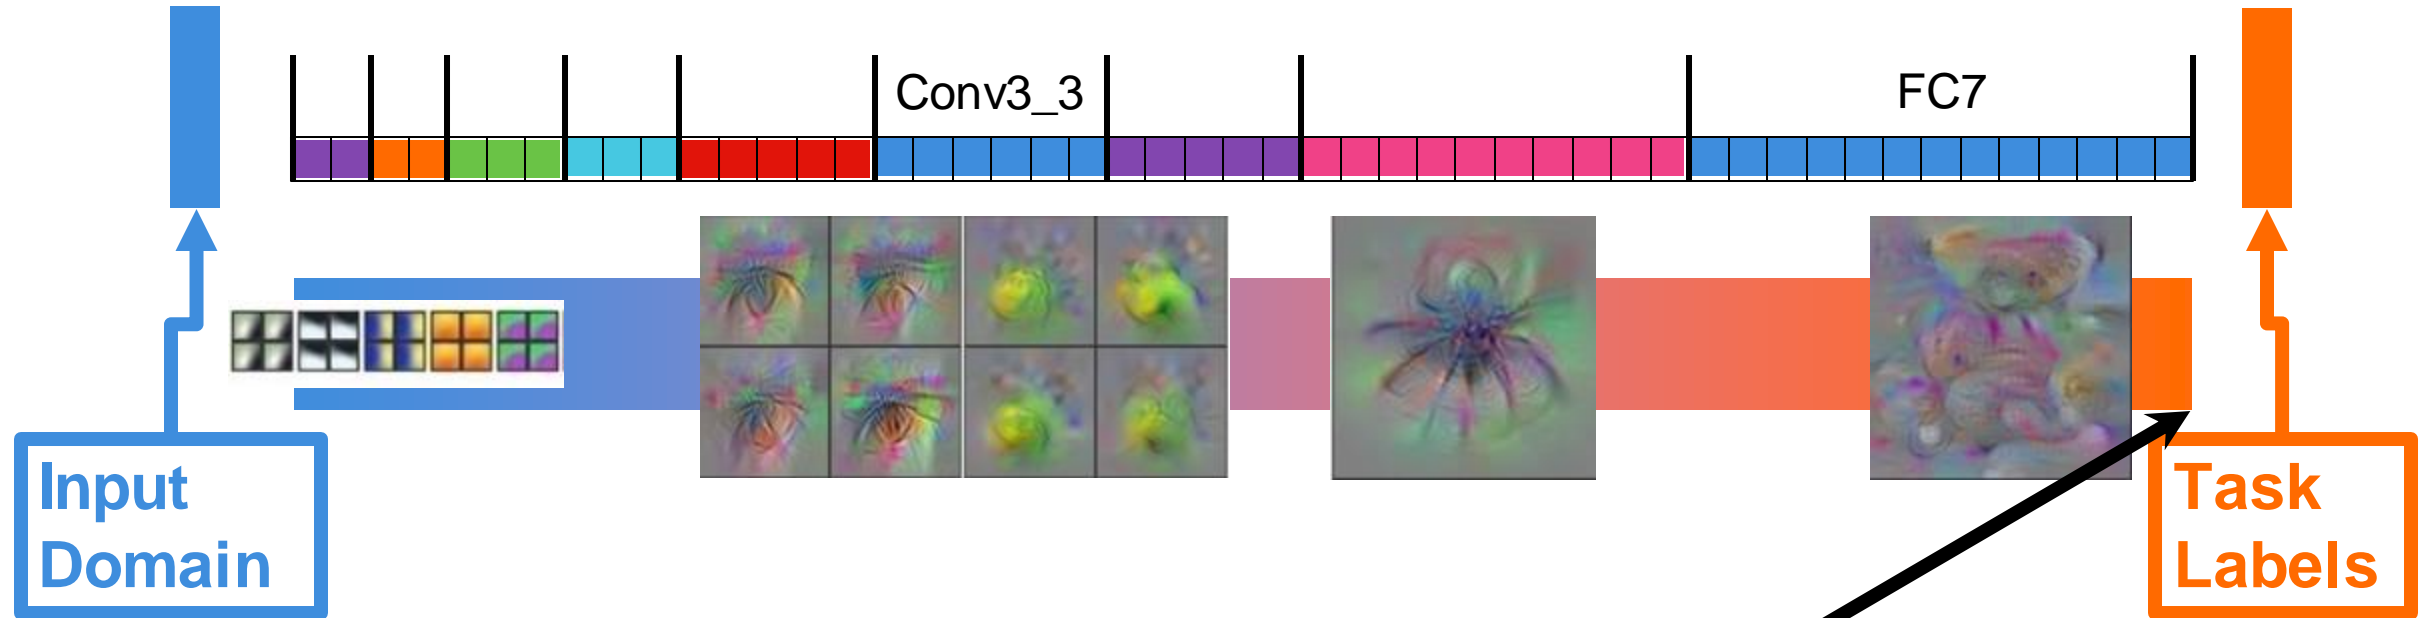 Conv3_3
FC7
Input
Domain
Task
Labels